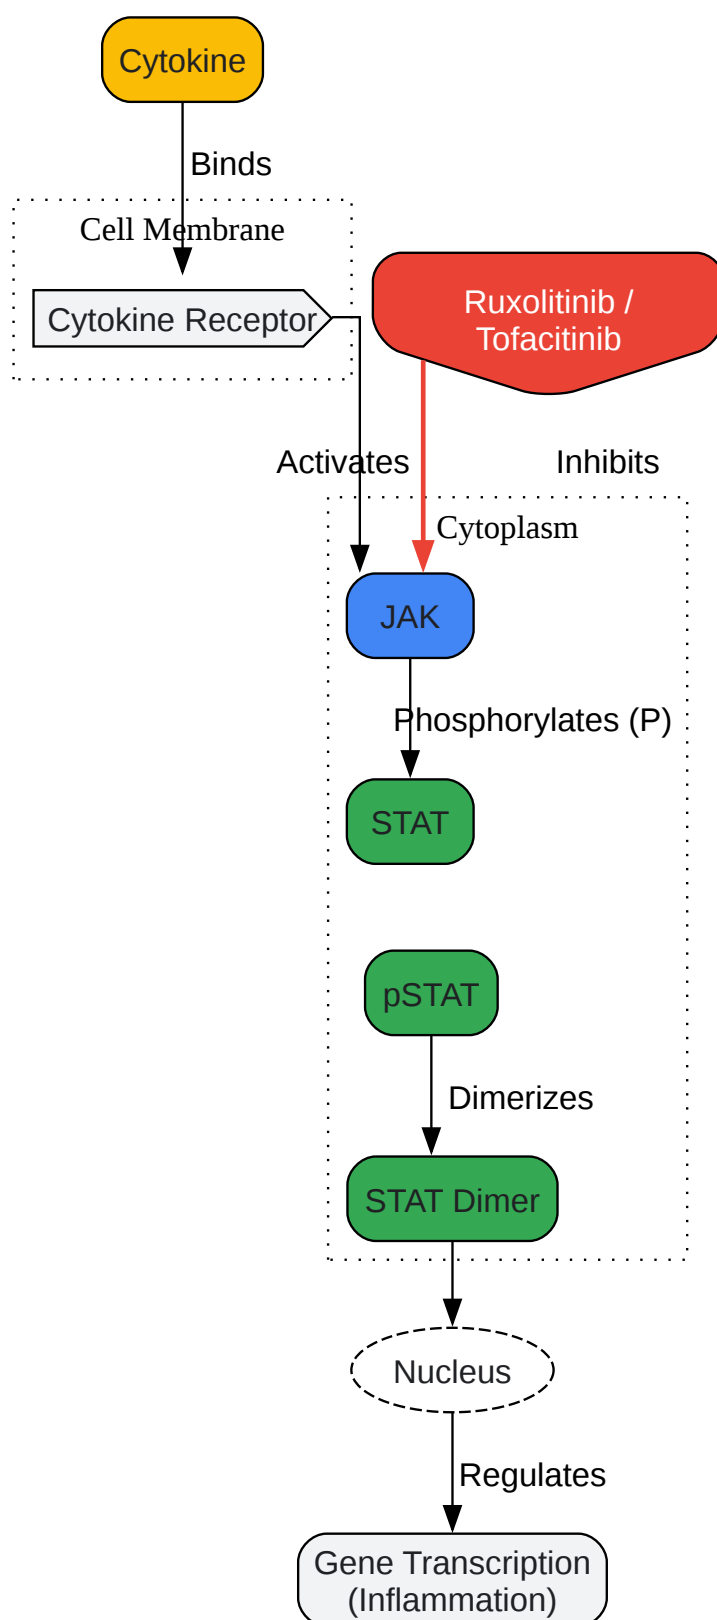 Cytokine
Binds
Cell Membrane
Cytokine Receptor
Ruxolitinib /
Tofacitinib
Activates
Inhibits
Cytoplasm
JAK
Phosphorylates (P)
STAT
pSTAT
Dimerizes
STAT Dimer
Nucleus
Regulates
Gene Transcription
(Inflammation)